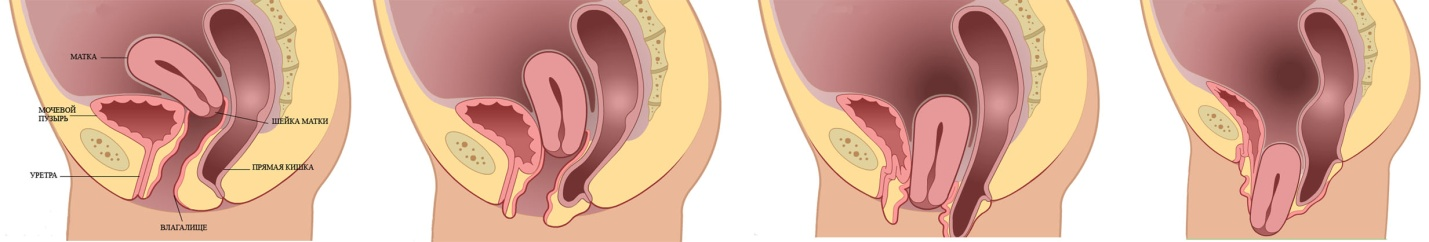 МАТКА
МОЧЕВОЙ
ПУЗЫРЬ
ШЕЙКА МАТКИ
ПРЯМАЯ КИШКА
УРЕТРА
ВЛАГАЛИЩЕ